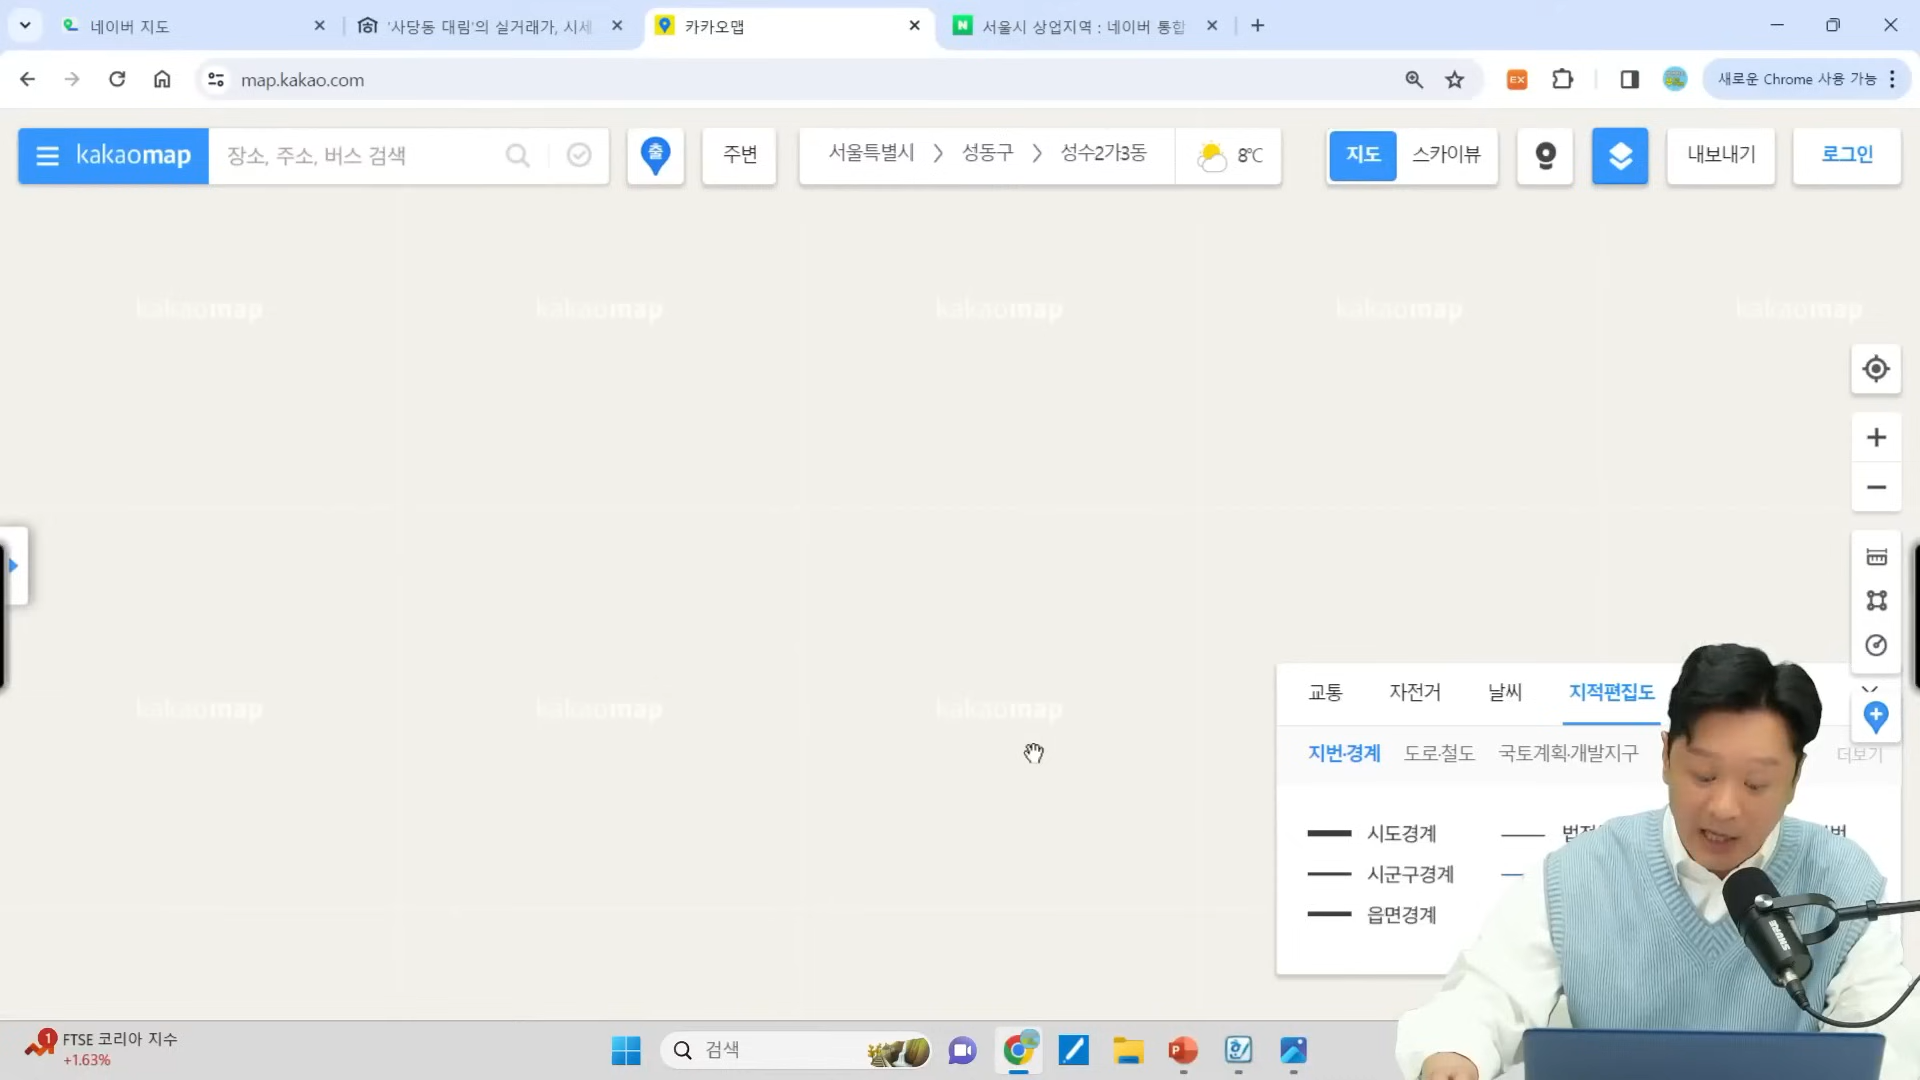 네이버 지도
'사당동 대림'의 실거래가, 시세
카카오맵
서울시 상업지역 : 네이버 통합
map.kakao.com
EX
새로운 Chrome 사용 가능
kakaomap
장소, 주소, 버스 검색
출
주변
서울특별시 > 성동구 > 성수2가3동
8°C
지도
스카이뷰
내보내기
로그인
kakaomap
kakaomap
kakaomap
kakaomap
kakaomap
kakaomap
kakaomap
kakaomap
교통
자전거
날씨
지적편집도
지번·경계
도로·철도
국토계획·개발지구
더보기
시도경계
시군구경계
읍면경계
SHURE
1
FTSE 코리아 지수
+1.63%
검색